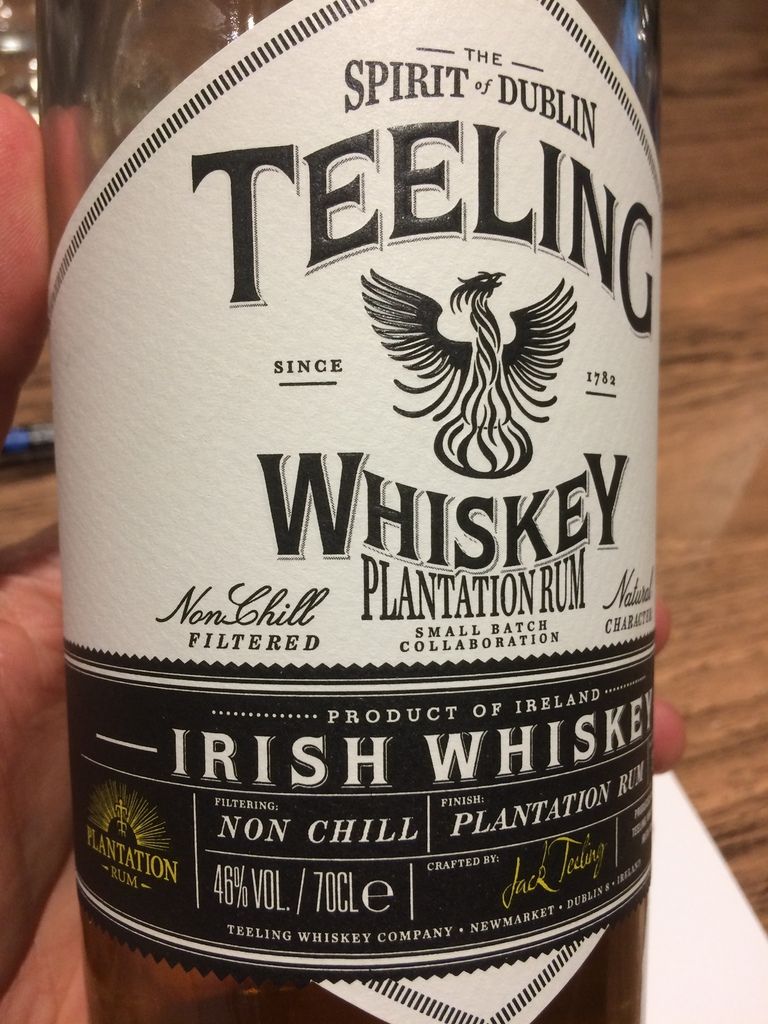 THE
SPIRIT of DUBLIN
TEELING
SINCE 1782
WHISKEY
PLANTATION RUM
SMALL BATCH
COLLABORATION
Non Chill
FILTERED
Natural
CHARACTER
PRODUCT OF IRELAND
IRISH WHISKEY
PLANTATION
RUM
FILTERING:
NON CHILL
FINISH:
PLANTATION RUM
46% VOL. / 70CL e
CRAFTED BY:
Jack Teeling
TEELING WHISKEY COMPANY • NEWMARKET • DUBLIN 8 • IRELAND